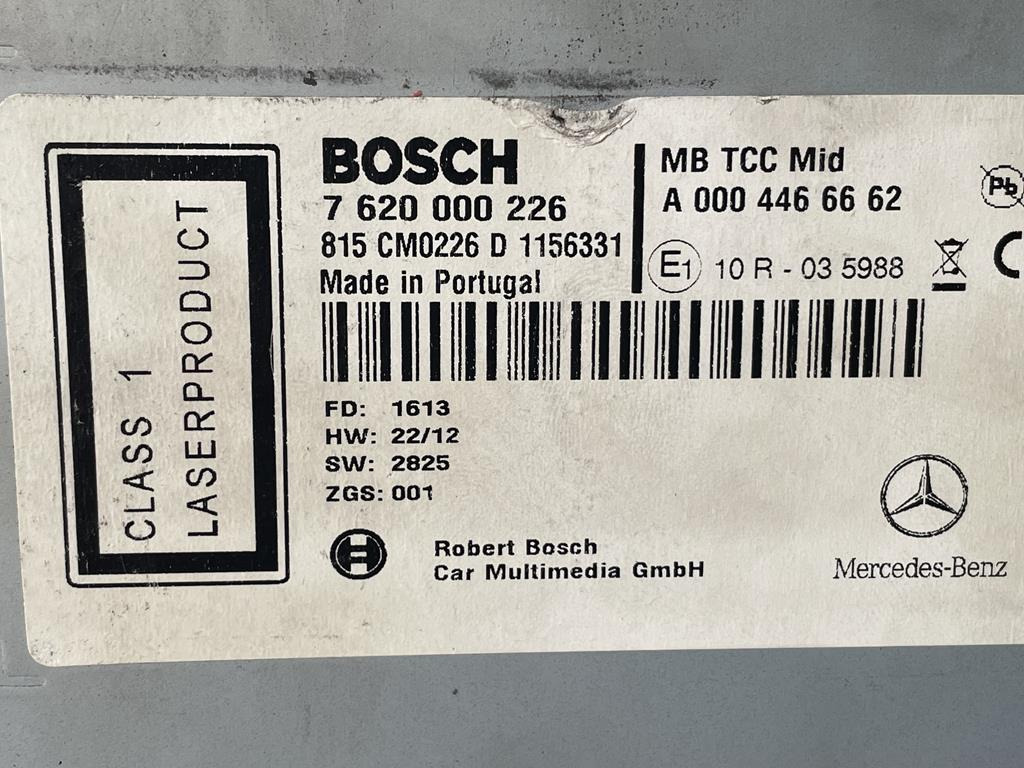 CLASS 1
LASERPRODUCT
BOSCH
7 620 000 226
815 CM0226 D 1156331
Made in Portugal
MB TCC Mid
A 000 446 66 62
E1 10 R - 03 5988
Pb
FD: 1613
HW: 22/12
SW: 2825
ZGS: 001
Robert Bosch
Car Multimedia GmbH
Mercedes-Benz